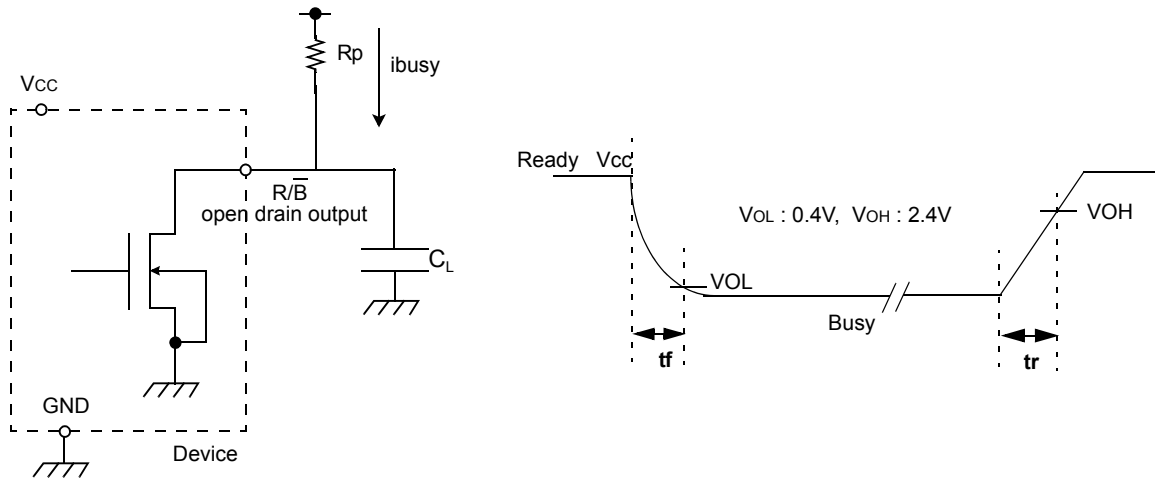 Rp
ibusy
VCC
R/B̅
open drain output
CL
GND
Device
Ready Vcc
VOL : 0.4V, VOH : 2.4V
VOH
VOL
Busy
tf
tr